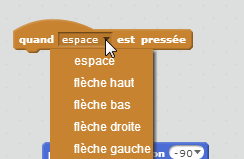 quand espace est pressée
espace
flèche haut
flèche bas
flèche droite
flèche gauche
on -90